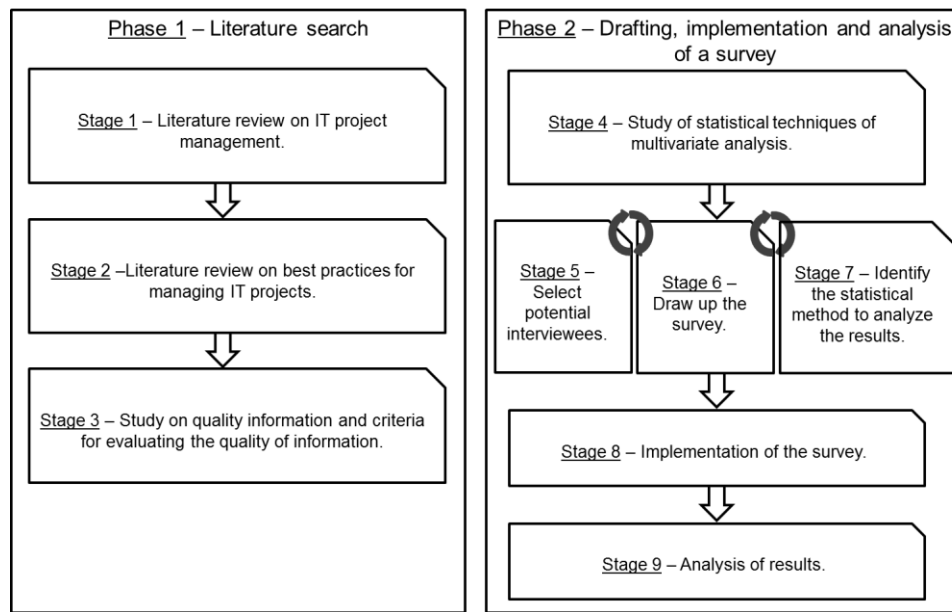 Phase 1 – Literature search
Stage 1 – Literature review on IT project
management.
Stage 2 –Literature review on best practices for
managing IT projects.
Stage 3 – Study on quality information and criteria
for evaluating the quality of information.
Phase 2 – Drafting, implementation and analysis
of a survey
Stage 4 – Study of statistical techniques of
multivariate analysis.
Stage 5 –
Select
potential
interviewees.
Stage 6 –
Draw up the
survey.
Stage 7 – Identify
the statistical
method to analyze
the results.
Stage 8 – Implementation of the survey.
Stage 9 – Analysis of results.